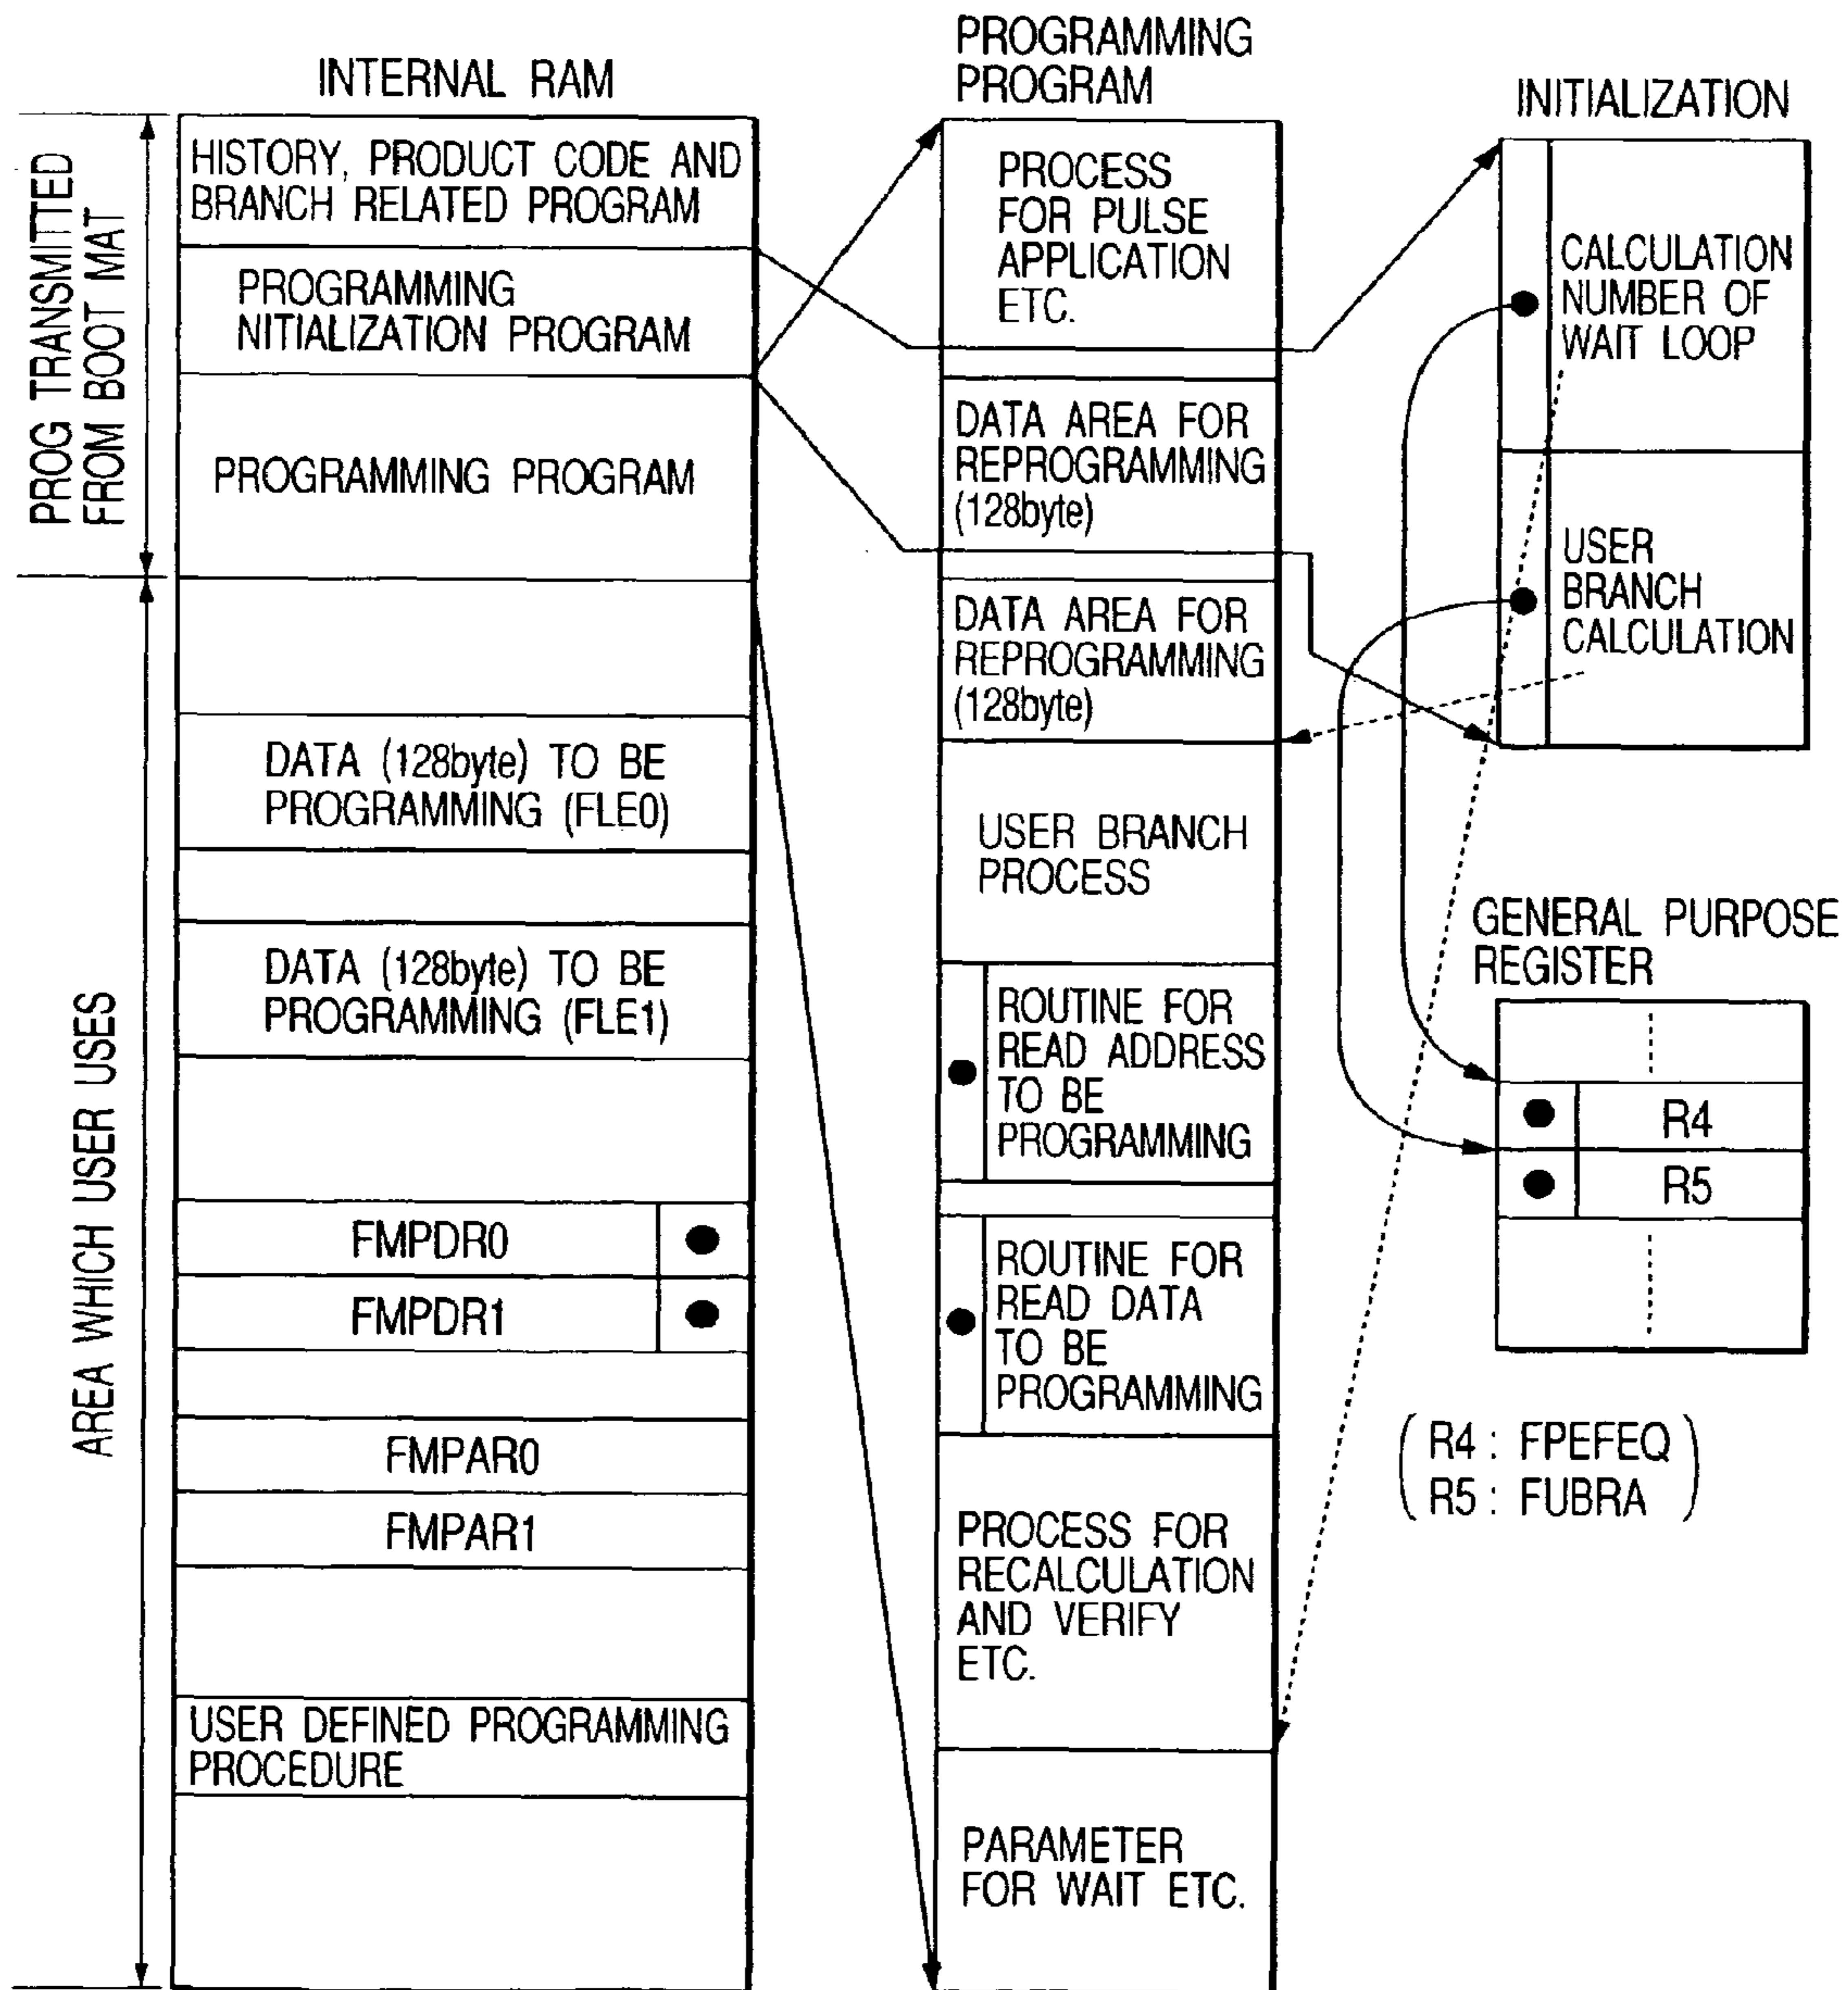 PROG TRANSMITTED
FROM BOOT MAT
AREA WHICH USER USES
INTERNAL RAM
HISTORY, PRODUCT CODE AND
BRANCH RELATED PROGRAM
PROGRAMMING
NITIALIZATION PROGRAM
PROGRAMMING PROGRAM
DATA (128byte) TO BE
PROGRAMMING (FLE0)
DATA (128byte) TO BE
PROGRAMMING (FLE1)
FMPDR0
FMPDR1
FMPAR0
FMPAR1
USER DEFINED PROGRAMMING
PROCEDURE
PROGRAMMING
PROGRAM
PROCESS
FOR PULSE
APPLICATION
ETC.
DATA AREA FOR
REPROGRAMMING
(128byte)
DATA AREA FOR
REPROGRAMMING
(128byte)
USER BRANCH
PROCESS
ROUTINE FOR
READ ADDRESS
TO BE
PROGRAMMING
ROUTINE FOR
READ DATA
TO BE
PROGRAMMING
PROCESS FOR
RECALCULATION
AND VERIFY
ETC.
PARAMETER
FOR WAIT ETC.
INITIALIZATION
CALCULATION
NUMBER OF
WAIT LOOP
USER
BRANCH
CALCULATION
GENERAL PURPOSE
REGISTER
R4
R5
(R4 : FPEFEQ)
(R5 : FUBRA)